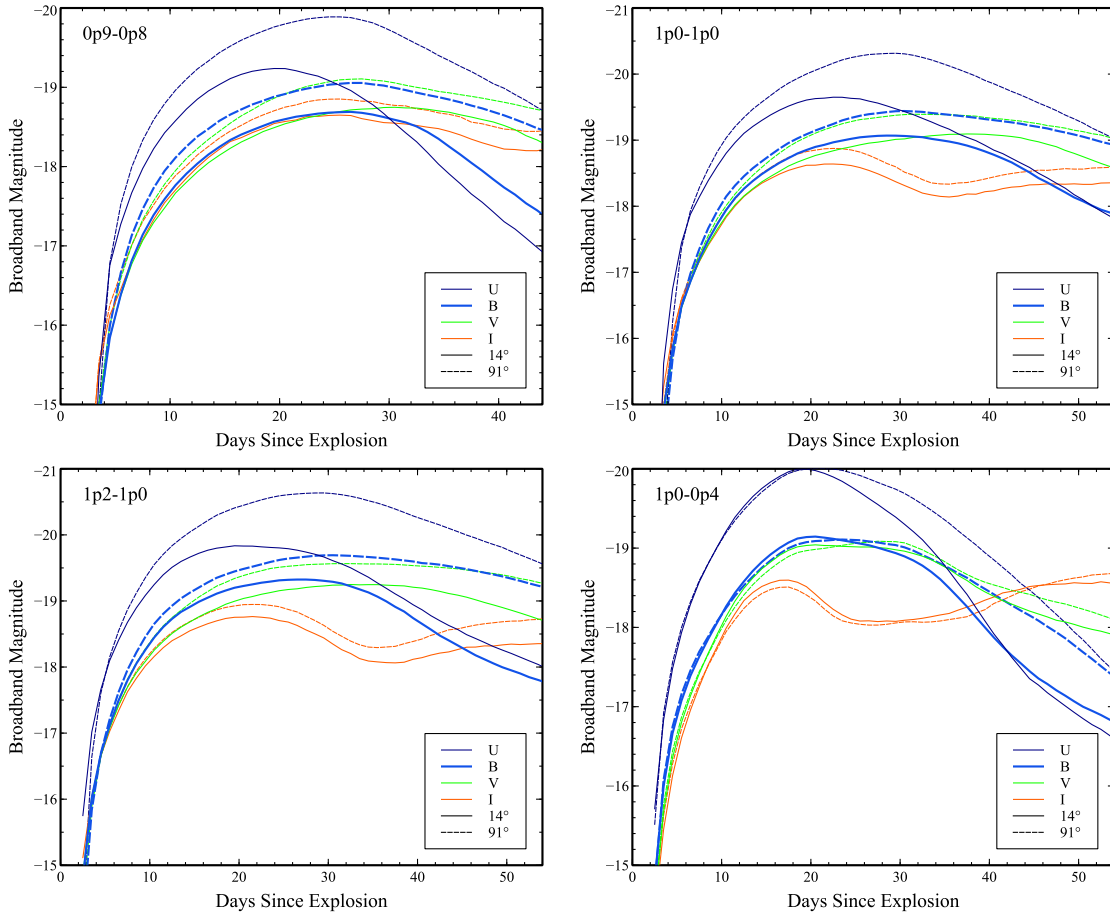 0p9-0p8
Broadband Magnitude
−20
−19
−18
−17
−16
−15
0 10 20 30 40
Days Since Explosion
U
B
V
I
14°
91°
1p0-1p0
Broadband Magnitude
−21
−20
−19
−18
−17
−16
−15
0 10 20 30 40 50
Days Since Explosion
U
B
V
I
14°
91°
1p2-1p0
Broadband Magnitude
−21
−20
−19
−18
−17
−16
−15
0 10 20 30 40 50
Days Since Explosion
U
B
V
I
14°
91°
1p0-0p4
Broadband Magnitude
−20
−19
−18
−17
−16
−15
0 10 20 30 40 50
Days Since Explosion
U
B
V
I
14°
91°